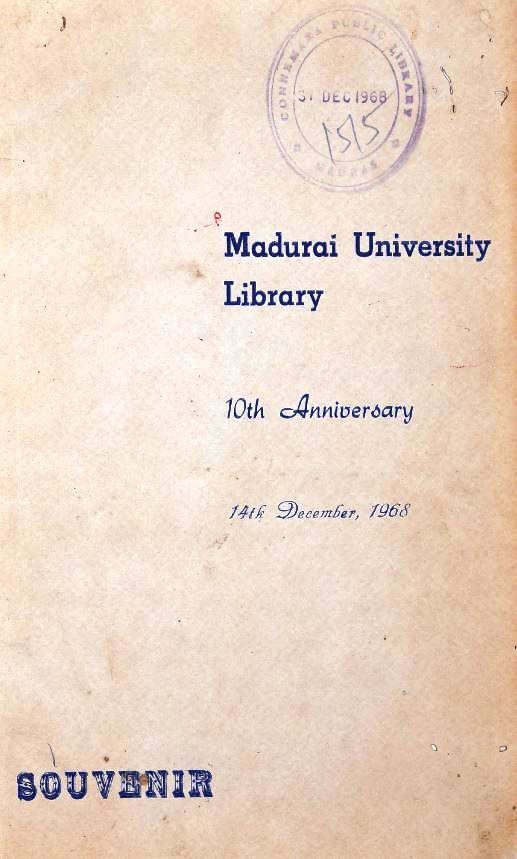 CONNEMARA PUBLIC LIBRARY
31 DEC 1968
1515
MADRAS
Madurai University
Library
10th Anniversary
14th December, 1968
SOUVENIR